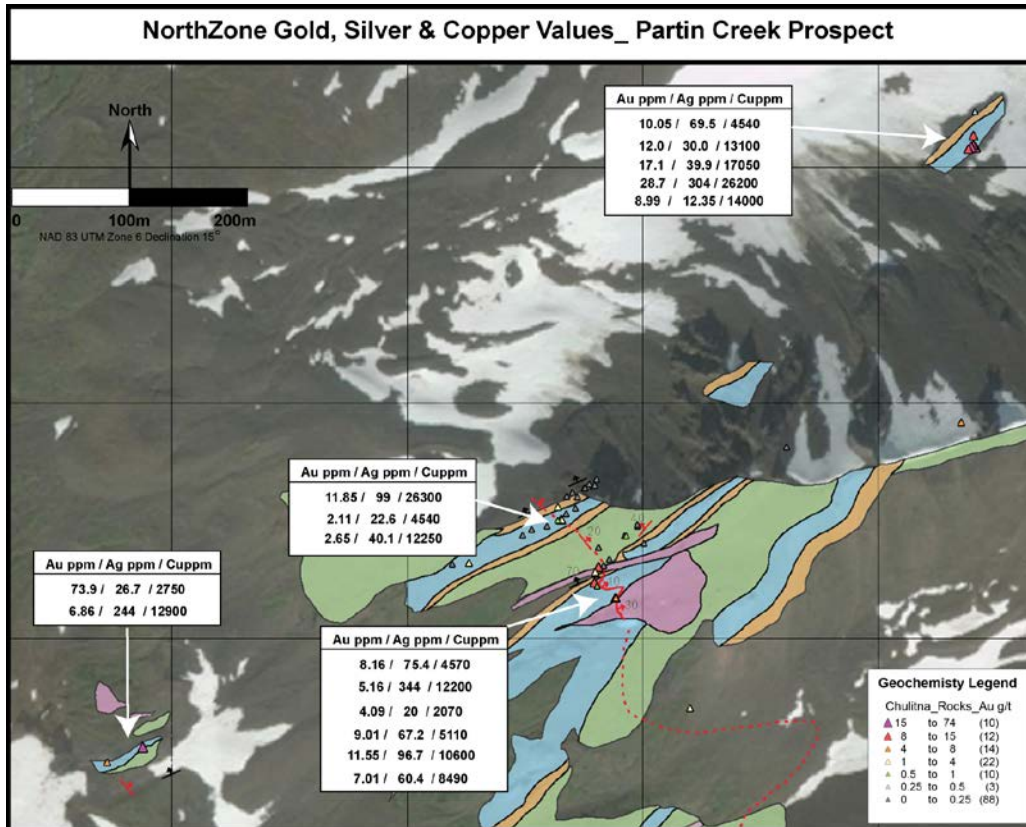 NorthZone Gold, Silver & Copper Values_ Partin Creek Prospect
North
0 100m 200m
NAD 83 UTM Zone 6 Declination 15°
Au ppm / Ag ppm / Cuppm
10.05 / 69.5 / 4540
12.0 / 30.0 / 13100
17.1 / 39.9 / 17050
28.7 / 304 / 26200
8.99 / 12.35 / 14000
Au ppm / Ag ppm / Cuppm
11.85 / 99 / 26300
2.11 / 22.6 / 4540
2.65 / 40.1 / 12250
20
70
10
30
Au ppm / Ag ppm / Cuppm
73.9 / 26.7 / 2750
6.86 / 244 / 12900
Au ppm / Ag ppm / Cuppm
8.16 / 75.4 / 4570
5.16 / 344 / 12200
4.09 / 20 / 2070
9.01 / 67.2 / 5110
11.55 / 96.7 / 10600
7.01 / 60.4 / 8490
Geochemisty Legend
Chulitna_Rocks_Au g/t
15 to 74 (10)
8 to 15 (12)
4 to 8 (14)
1 to 4 (22)
0.5 to 1 (10)
0.25 to 0.5 (3)
0 to 0.25 (88)